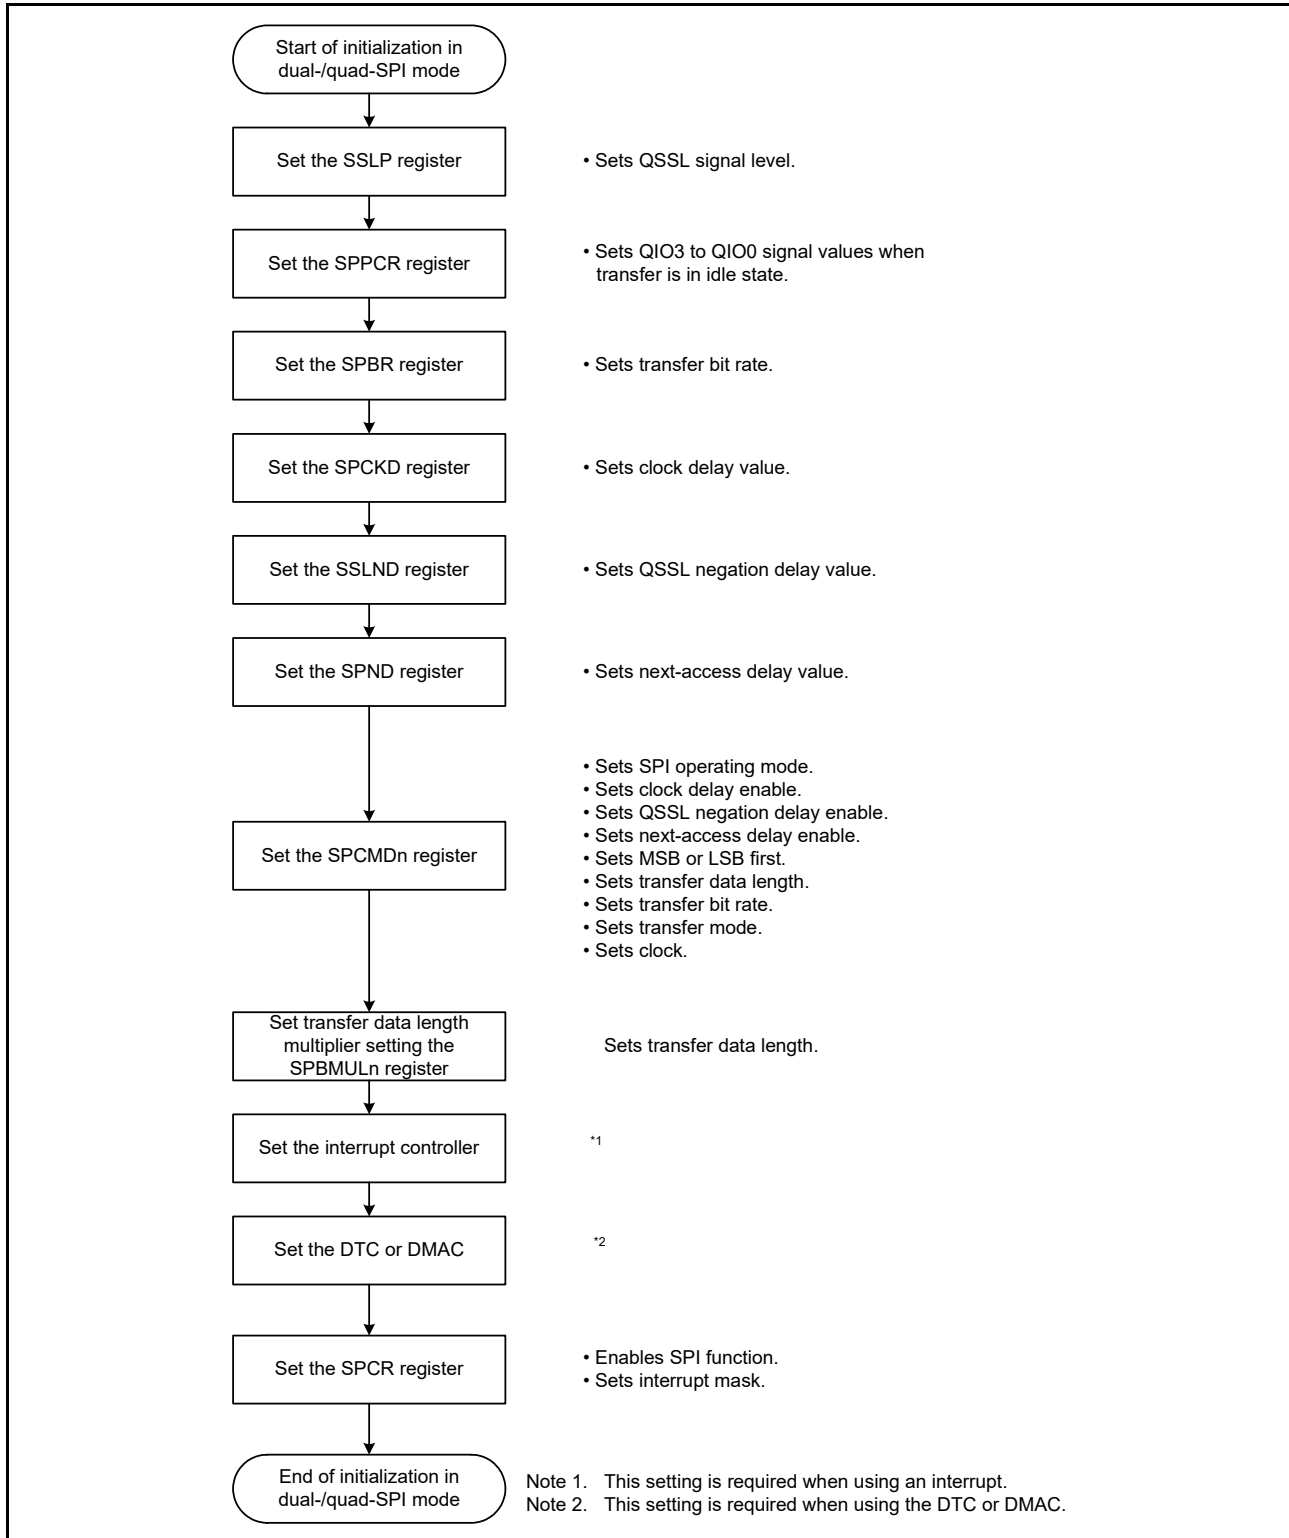 Start of initialization in
dual-/quad-SPI mode
Set the SSLP register
• Sets QSSL signal level.
Set the SPPCR register
• Sets QIO3 to QIO0 signal values when
transfer is in idle state.
Set the SPBR register
• Sets transfer bit rate.
Set the SPCKD register
• Sets clock delay value.
Set the SSLND register
• Sets QSSL negation delay value.
Set the SPND register
• Sets next-access delay value.
Set the SPCMDn register
• Sets SPI operating mode.
• Sets clock delay enable.
• Sets QSSL negation delay enable.
• Sets next-access delay enable.
• Sets MSB or LSB first.
• Sets transfer data length.
• Sets transfer bit rate.
• Sets transfer mode.
• Sets clock.
Set transfer data length
multiplier setting the
SPBMULn register
Sets transfer data length.
Set the interrupt controller
*1
Set the DTC or DMAC
*2
Set the SPCR register
• Enables SPI function.
• Sets interrupt mask.
End of initialization in
dual-/quad-SPI mode
Note 1. This setting is required when using an interrupt.
Note 2. This setting is required when using the DTC or DMAC.